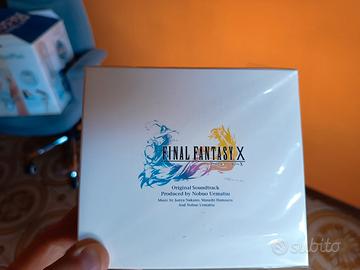 FINAL FANTASY X
Original Soundtrack
Produced by Nobuo Uematsu
Music by Junya Nakano, Masashi Hamauzu
And Nobuo Uematsu
subito